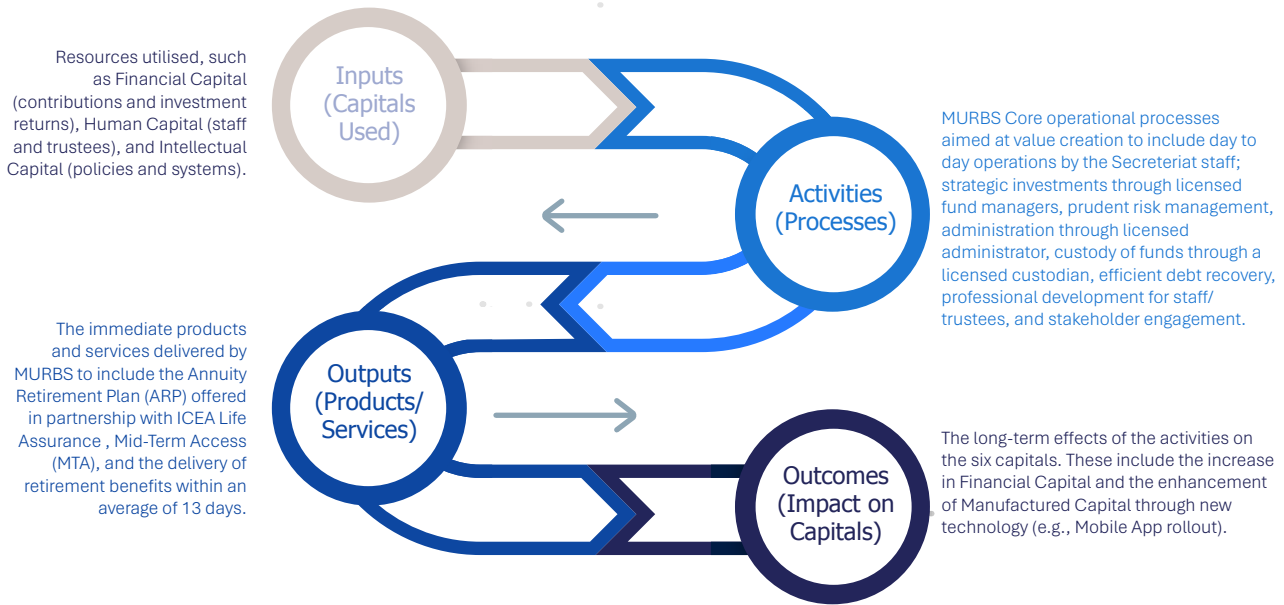 Resources utilised, such
as Financial Capital
(contributions and investment
returns), Human Capital (staff
and trustees), and Intellectual
Capital (policies and systems).
Inputs
(Capitals
Used)
Activities
(Processes)
MURBS Core operational processes
aimed at value creation to include day to
day operations by the Secreteriat staff;
strategic investments through licensed
fund managers, prudent risk management,
administration through licensed
administrator, custody of funds through a
licensed custodian, efficient debt recovery,
professional development for staff/
trustees, and stakeholder engagement.
The immediate products
and services delivered by
MURBS to include the Annuity
Retirement Plan (ARP) offered
in partnership with ICEA Life
Assurance , Mid-Term Access
(MTA), and the delivery of
retirement benefits within an
average of 13 days.
Outputs
(Products/
Services)
Outcomes
(Impact on
Capitals)
The long-term effects of the activities on
the six capitals. These include the increase
in Financial Capital and the enhancement
of Manufactured Capital through new
technology (e.g., Mobile App rollout).